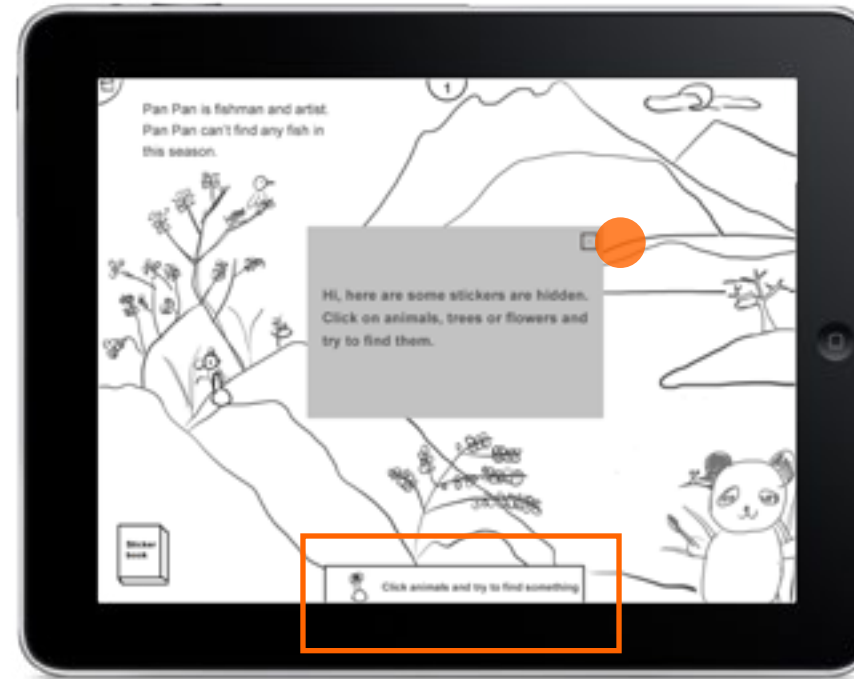 1
Pan Pan is fishman and artist.
Pan Pan can't find any fish in
this season.
Hi, here are some stickers are hidden.
Click on animals, trees or flowers and
try to find them.
Sticker
book
Click animals and try to find something